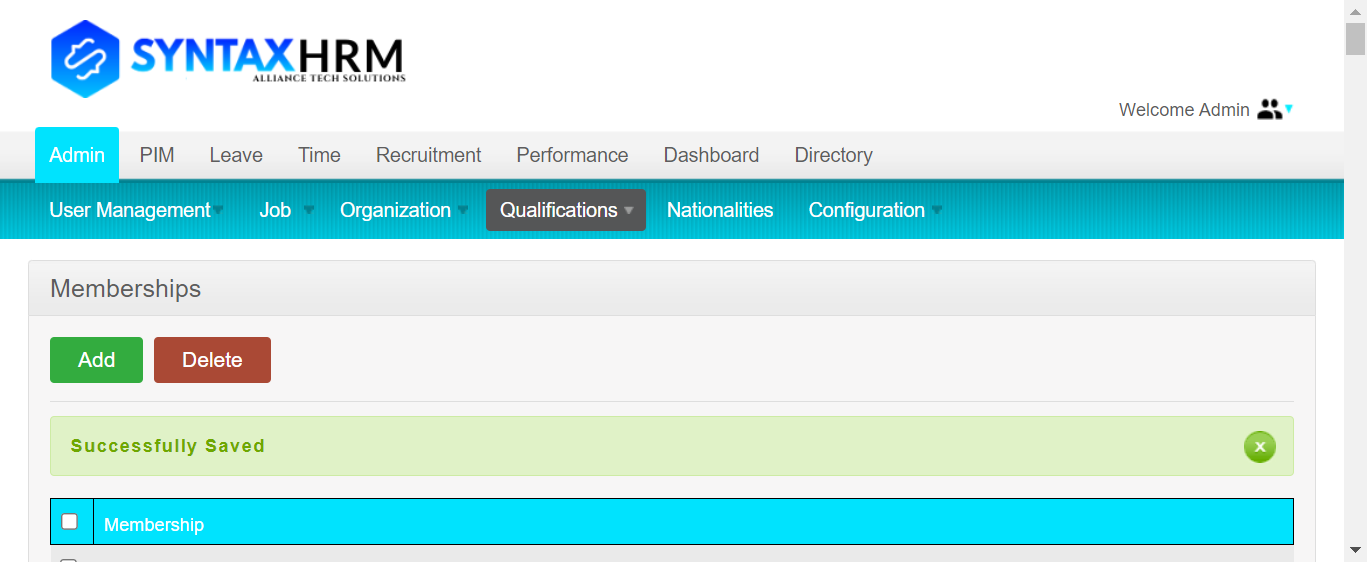 SYNTAXHRM
ALLIANCE TECH SOLUTIONS
Welcome Admin
Admin PIM Leave Time Recruitment Performance Dashboard Directory
User Management Job Organization Qualifications Nationalities Configuration
Memberships
Add Delete
Successfully Saved x
Membership